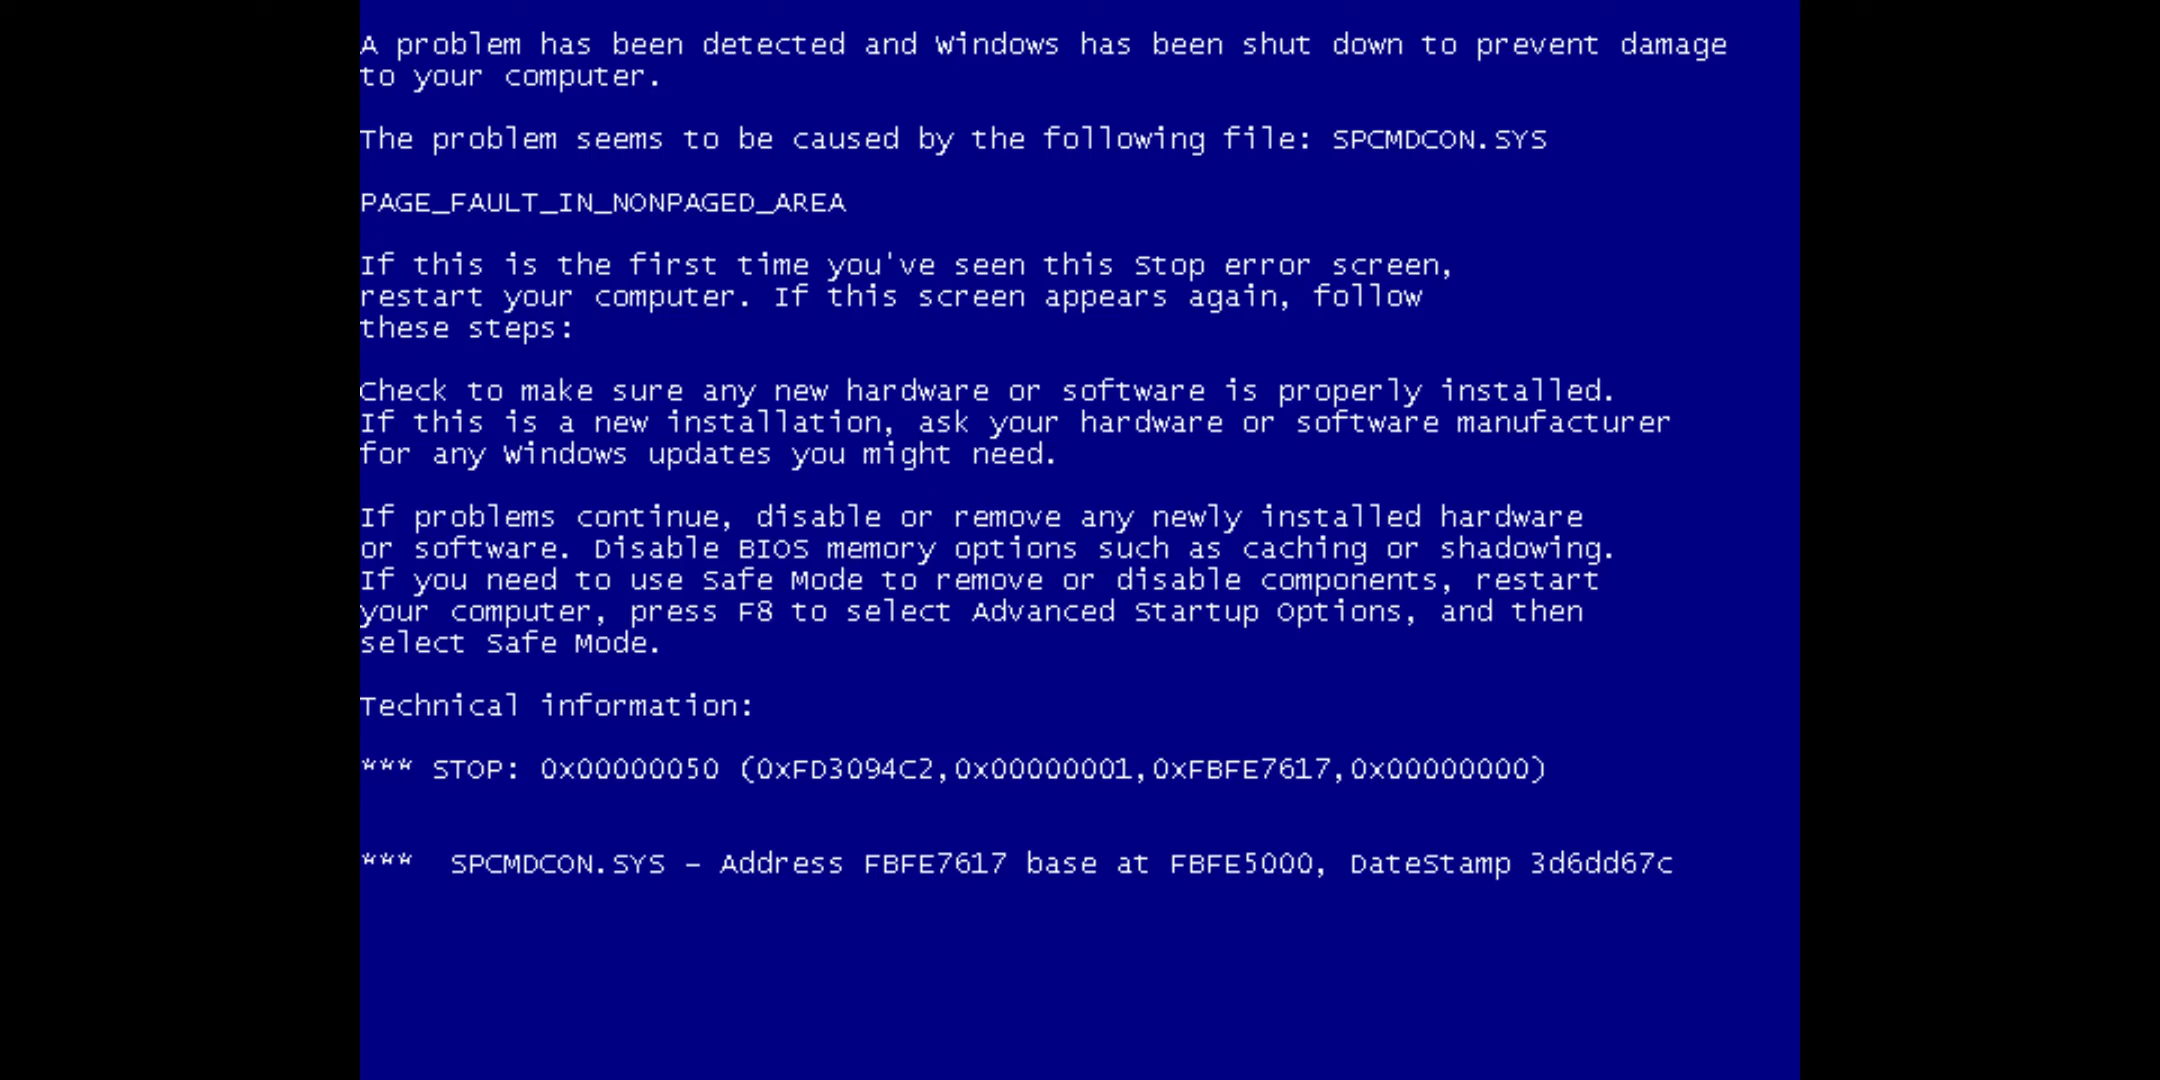 A problem has been detected and Windows has been shut down to prevent damage
to your computer.
The problem seems to be caused by the following file: SPCMDCON.SYS
PAGE_FAULT_IN_NONPAGED_AREA
If this is the first time you've seen this Stop error screen,
restart your computer. If this screen appears again, follow
these steps:
Check to make sure any new hardware or software is properly installed.
If this is a new installation, ask your hardware or software manufacturer
for any Windows updates you might need.
If problems continue, disable or remove any newly installed hardware
or software. Disable BIOS memory options such as caching or shadowing.
If you need to use Safe Mode to remove or disable components, restart
your computer, press F8 to select Advanced Startup Options, and then
select Safe Mode.
Technical information:
*** STOP: 0x00000050 (0xFD3094C2,0x00000001,0xFBFE7617,0x00000000)
***  SPCMDCON.SYS - Address FBFE7617 base at FBFE5000, DateStamp 3d6dd67c